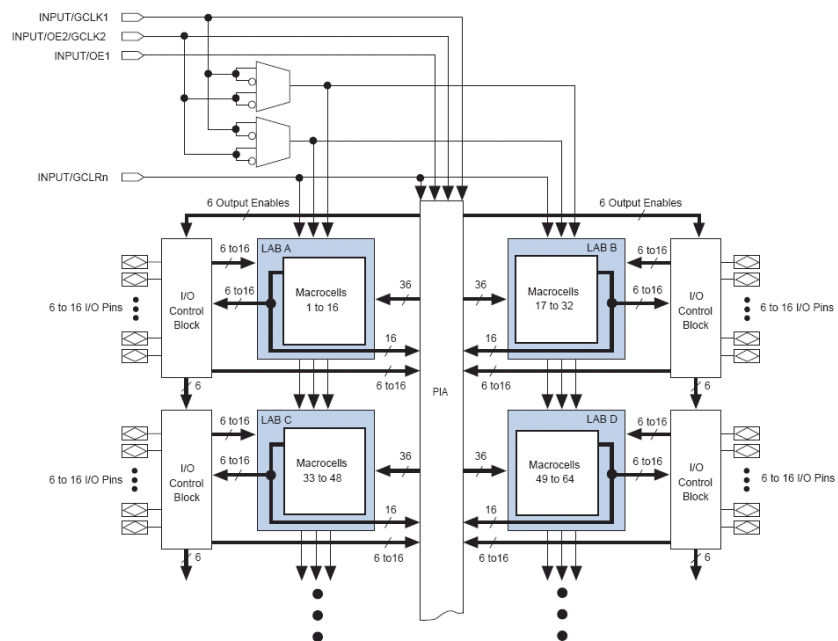 INPUT/GCLK1
INPUT/OE2/GCLK2
INPUT/OE1
INPUT/GCLRn
6 Output Enables
6 Output Enables
6 to16
LAB A
LAB B
6 to16
6 to 16 I/O Pins
I/O
Control
Block
6 to16
Macrocells
1 to 16
36
36
Macrocells
17 to 32
6 to16
I/O
Control
Block
6 to 16 I/O Pins
16
16
6
6 to16
PIA
6 to16
6
6 to16
LAB C
LAB D
6 to16
6 to 16 I/O Pins
I/O
Control
Block
6 to16
Macrocells
33 to 48
36
36
Macrocells
49 to 64
6 to16
I/O
Control
Block
6 to 16 I/O Pins
16
16
6
6 to16
6 to16
6